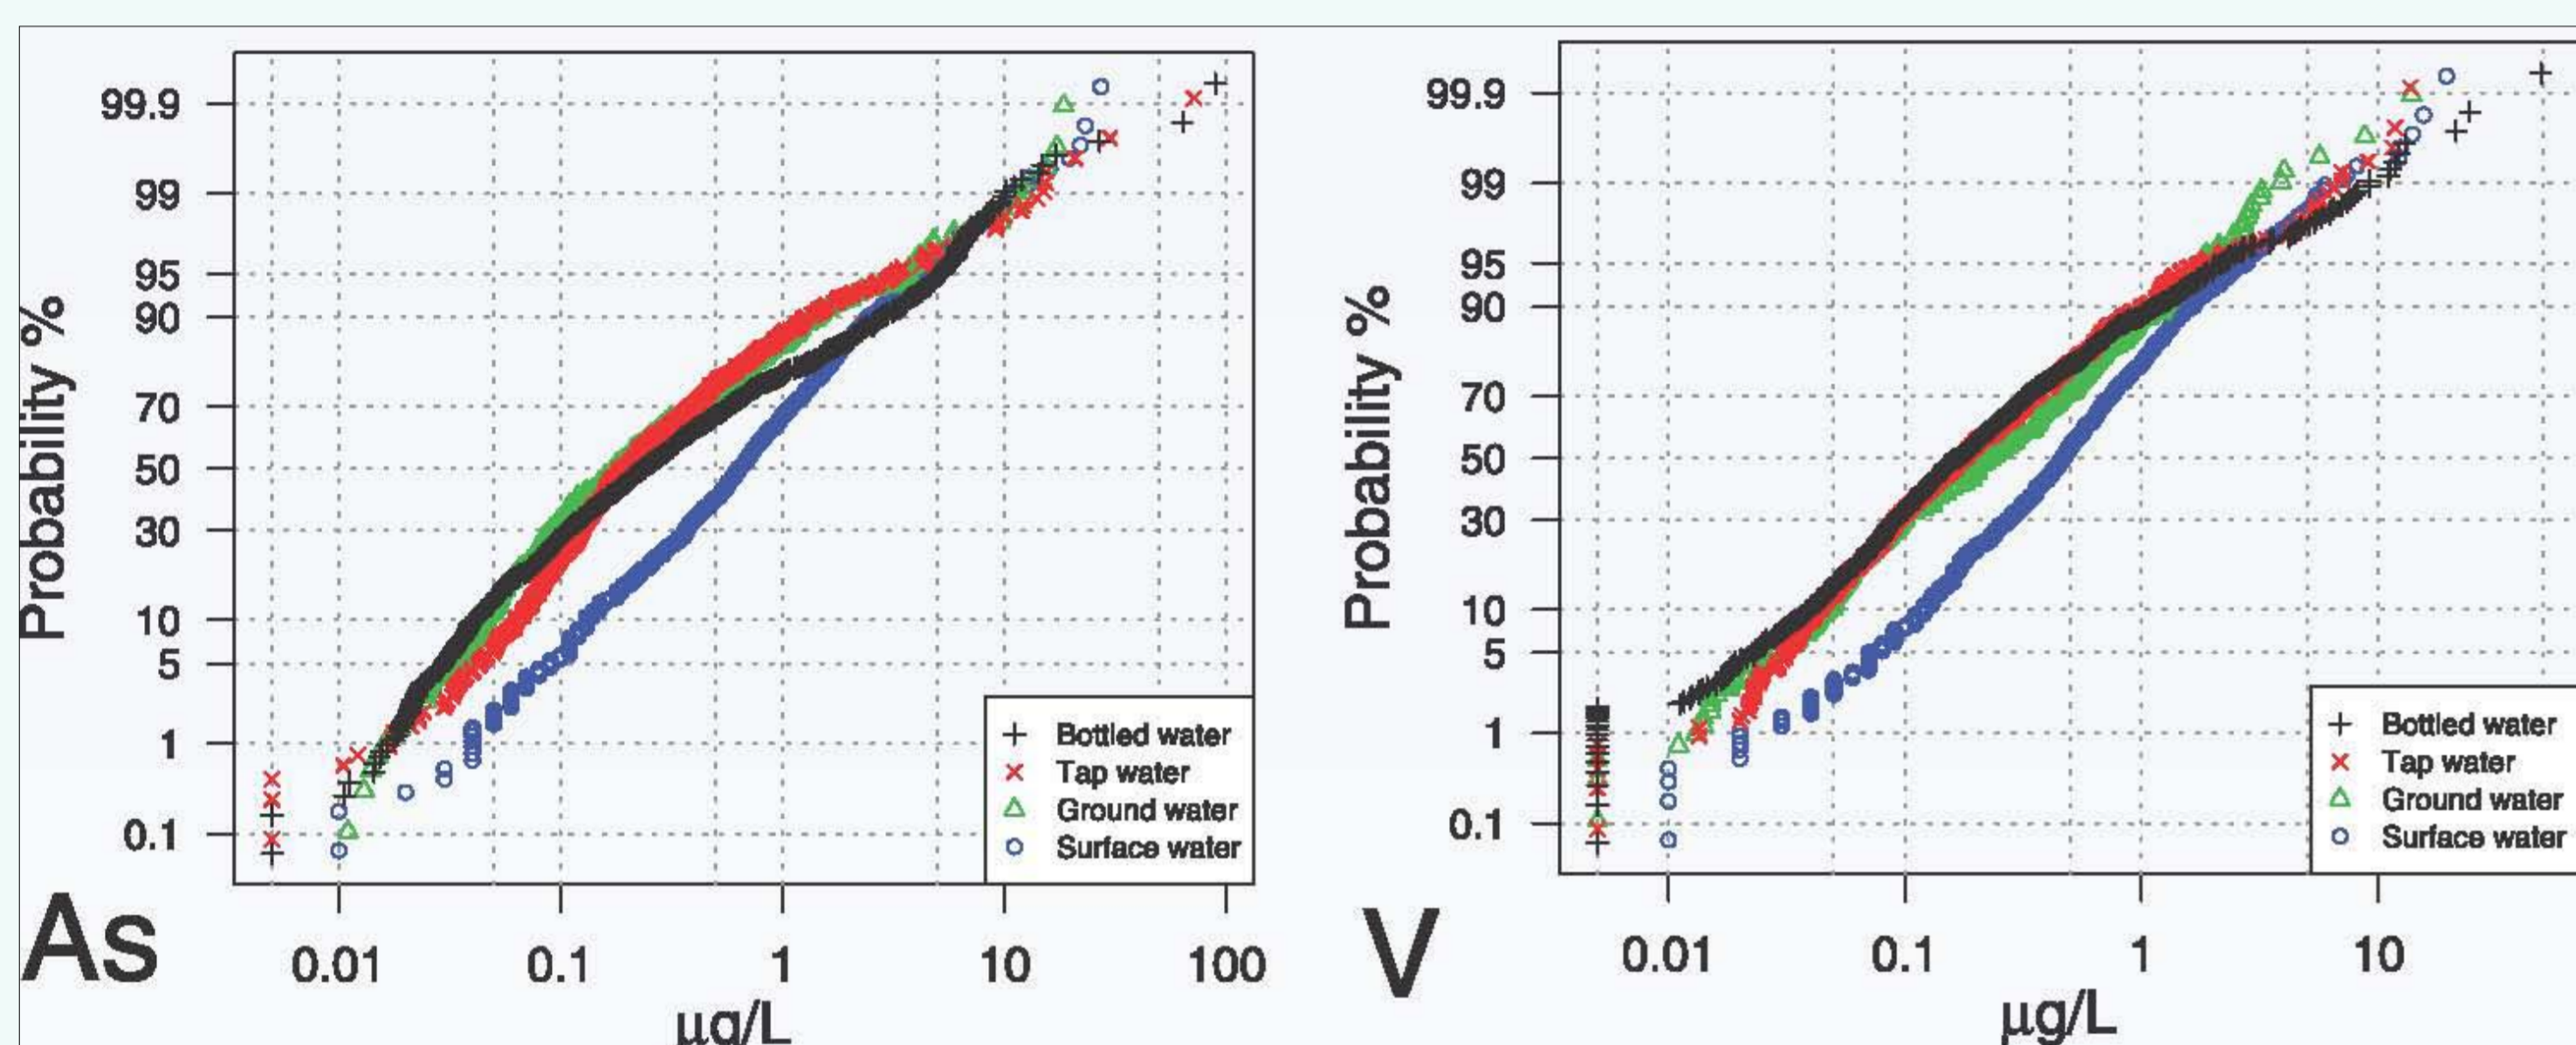 Probability %
99.9
99
95
90
70
50
30
10
5
1
0.1
Bottled water
Tap water
Ground water
Surface water
0.01 0.1 1 10 100
As
µg/L
Probability %
99.9
99
95
90
70
50
30
10
5
1
0.1
Bottled water
Tap water
Ground water
Surface water
0.01 0.1 1 10
V
µg/L